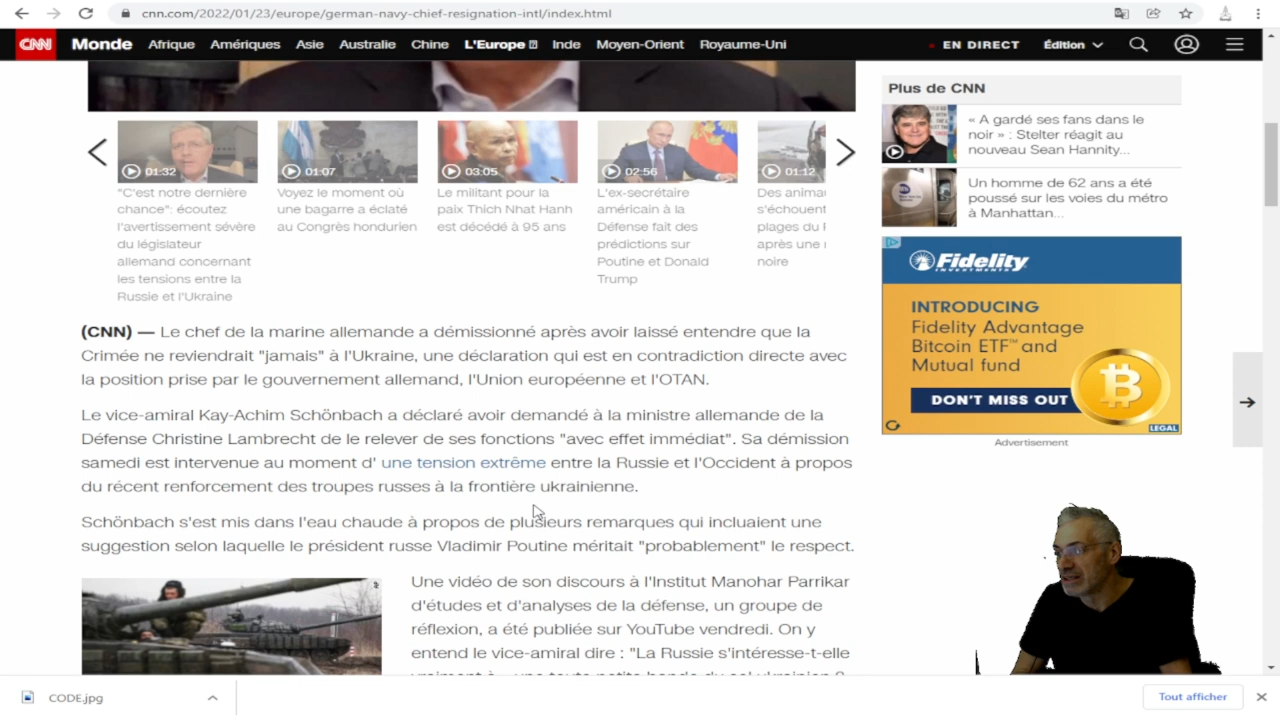 cnn.com/2022/01/23/europe/german-navy-chief-resignation-intl/index.html
CNN Monde Afrique Amériques Asie Australie Chine L'Europe Inde Moyen-Orient Royaume-Uni EN DIRECT Édition
01:32
"C'est notre dernière
chance": écoutez
l'avertissement sévère
du législateur
allemand concernant
les tensions entre la
Russie et l'Ukraine
01:07
Voyez le moment où
une bagarre a éclaté
au Congrès hondurien
03:05
Le militant pour la
paix Thich Nhat Hanh
est décédé à 95 ans
02:56
L'ex-secrétaire
américain à la
Défense fait des
prédictions sur
Poutine et Donald
Trump
01:12
Des anima
s'échouent
plages du
après une
noire
(CNN) — Le chef de la marine allemande a démissionné après avoir laissé entendre que la
Crimée ne reviendrait "jamais" à l'Ukraine, une déclaration qui est en contradiction directe avec
la position prise par le gouvernement allemand, l'Union européenne et l'OTAN.
Le vice-amiral Kay-Achim Schönbach a déclaré avoir demandé à la ministre allemande de la
Défense Christine Lambrecht de le relever de ses fonctions "avec effet immédiat". Sa démission
samedi est intervenue au moment d' une tension extrême entre la Russie et l'Occident à propos
du récent renforcement des troupes russes à la frontière ukrainienne.
Schönbach s'est mis dans l'eau chaude à propos de plusieurs remarques qui incluaient une
suggestion selon laquelle le président russe Vladimir Poutine méritait "probablement" le respect.
Une vidéo de son discours à l'Institut Manohar Parrikar
d'études et d'analyses de la défense, un groupe de
réflexion, a été publiée sur YouTube vendredi. On y
entend le vice-amiral dire : "La Russie s'intéresse-t-elle
Plus de CNN
« A gardé ses fans dans le
noir » : Stelter réagit au
nouveau Sean Hannity...
Un homme de 62 ans a été
poussé sur les voies du métro
à Manhattan...
Fidelity
INVESTMENTS
INTRODUCING
Fidelity Advantage
Bitcoin ETF™ and
Mutual fund
DON'T MISS OUT
LEGAL
Advertisement
CODE.jpg
Tout afficher